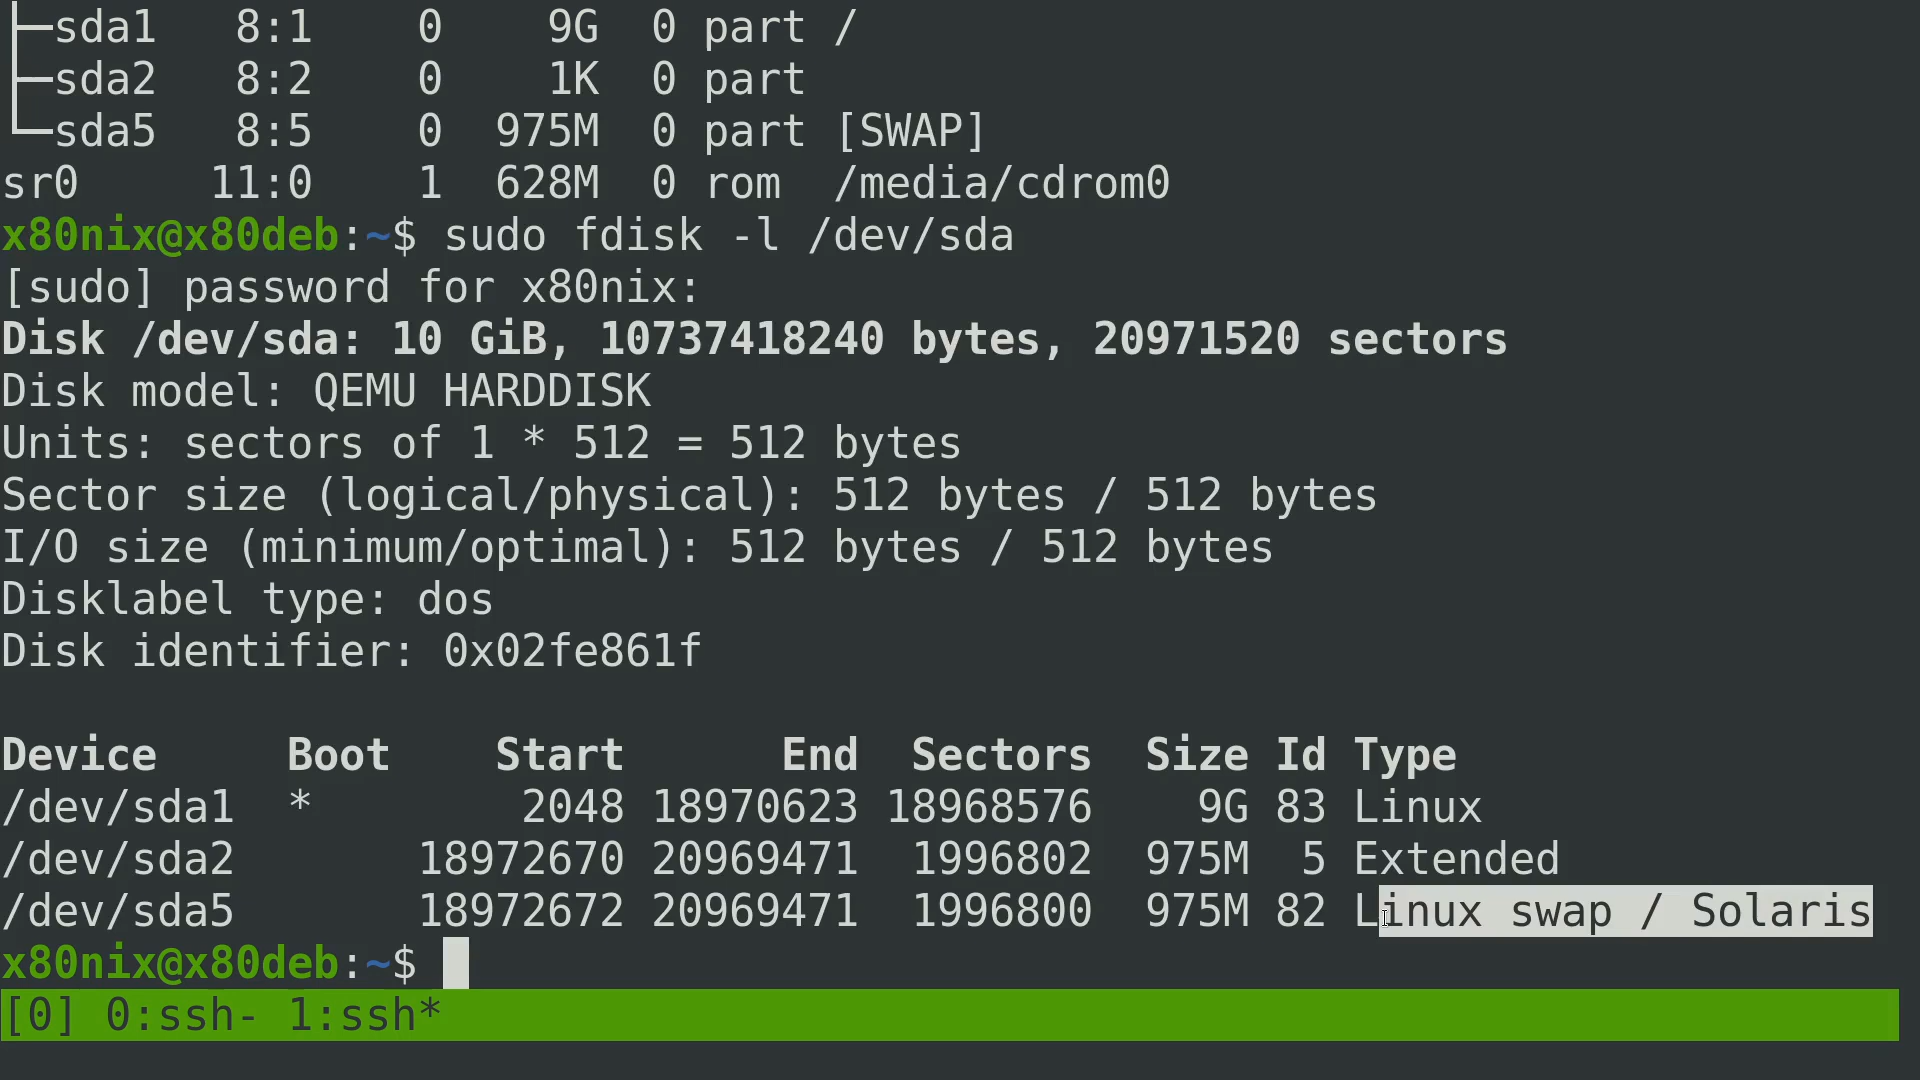 ├─sda1   8:1    0    9G  0 part /
├─sda2   8:2    0    1K  0 part
└─sda5   8:5    0  975M  0 part [SWAP]
sr0     11:0    1  628M  0 rom  /media/cdrom0
x80nix@x80deb:~$ sudo fdisk -l /dev/sda
[sudo] password for x80nix:
Disk /dev/sda: 10 GiB, 10737418240 bytes, 20971520 sectors
Disk model: QEMU HARDDISK
Units: sectors of 1 * 512 = 512 bytes
Sector size (logical/physical): 512 bytes / 512 bytes
I/O size (minimum/optimal): 512 bytes / 512 bytes
Disklabel type: dos
Disk identifier: 0x02fe861f
Device     Boot    Start      End  Sectors  Size Id Type
/dev/sda1  *        2048 18970623 18968576    9G 83 Linux
/dev/sda2       18972670 20969471  1996802  975M  5 Extended
/dev/sda5       18972672 20969471  1996800  975M 82 Linux swap / Solaris
x80nix@x80deb:~$
[0] 0:ssh- 1:ssh*